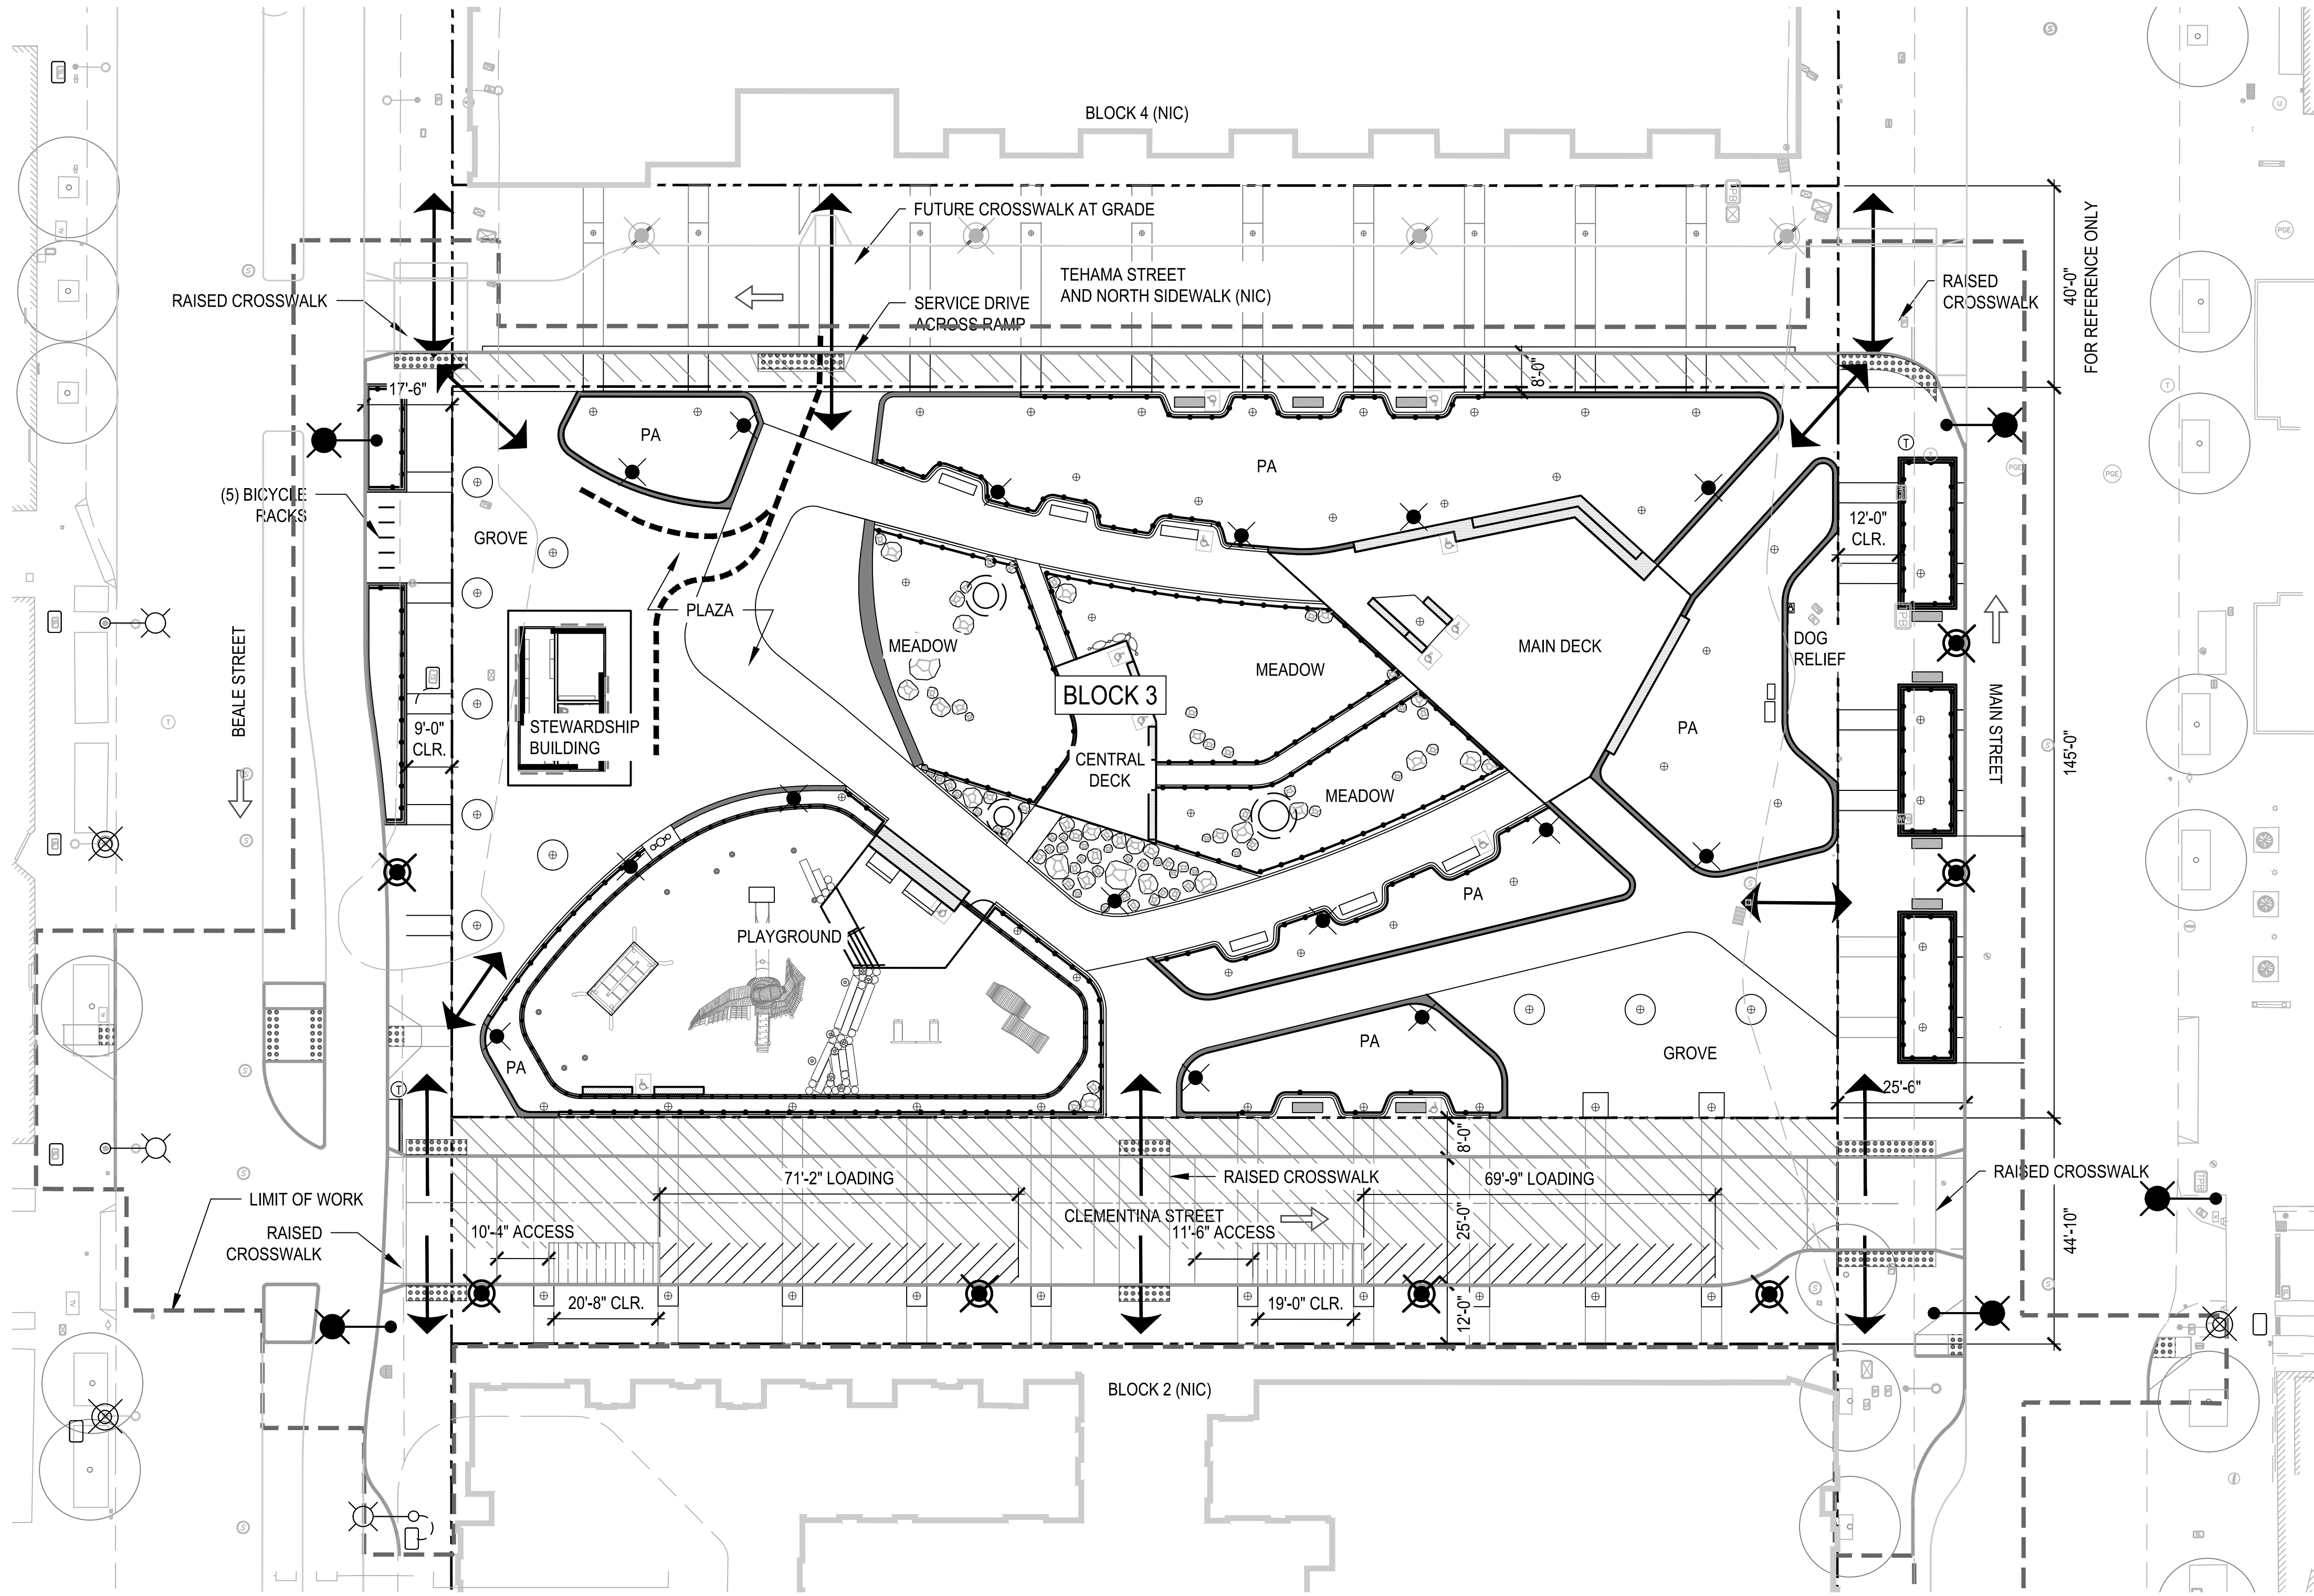 BLOCK 4 (NIC)
FUTURE CROSSWALK AT GRADE
TEHAMA STREET
AND NORTH SIDEWALK (NIC)
SERVICE DRIVE
ACROSS RAMP
RAISED CROSSWALK
RAISED
CROSSWALK
40'-0"
FOR REFERENCE ONLY
17'-6"
8'-0"
PA
PA
(5) BICYCLE
RACKS
GROVE
12'-0"
CLR.
T
PLAZA
MEADOW
MEADOW
MAIN DECK
DOG
RELIEF
BEALE STREET
MAIN STREET
BLOCK 3
STEWARDSHIP
BUILDING
9'-0"
CLR.
PA
145'-0"
CENTRAL
DECK
MEADOW
PA
PLAYGROUND
PA
PA
GROVE
T
25'-6"
8'-0"
71'-2" LOADING
RAISED CROSSWALK
69'-9" LOADING
RAISED CROSSWALK
LIMIT OF WORK
RAISED
CROSSWALK
10'-4" ACCESS
CLEMENTINA STREET
11'-6" ACCESS
25'-0"
44'-10"
20'-8" CLR.
19'-0" CLR.
12'-0"
BLOCK 2 (NIC)
PGE
PGE
PGE
U
T
T
T
S
S
S
S
S
S
S
S
S
S
S
S